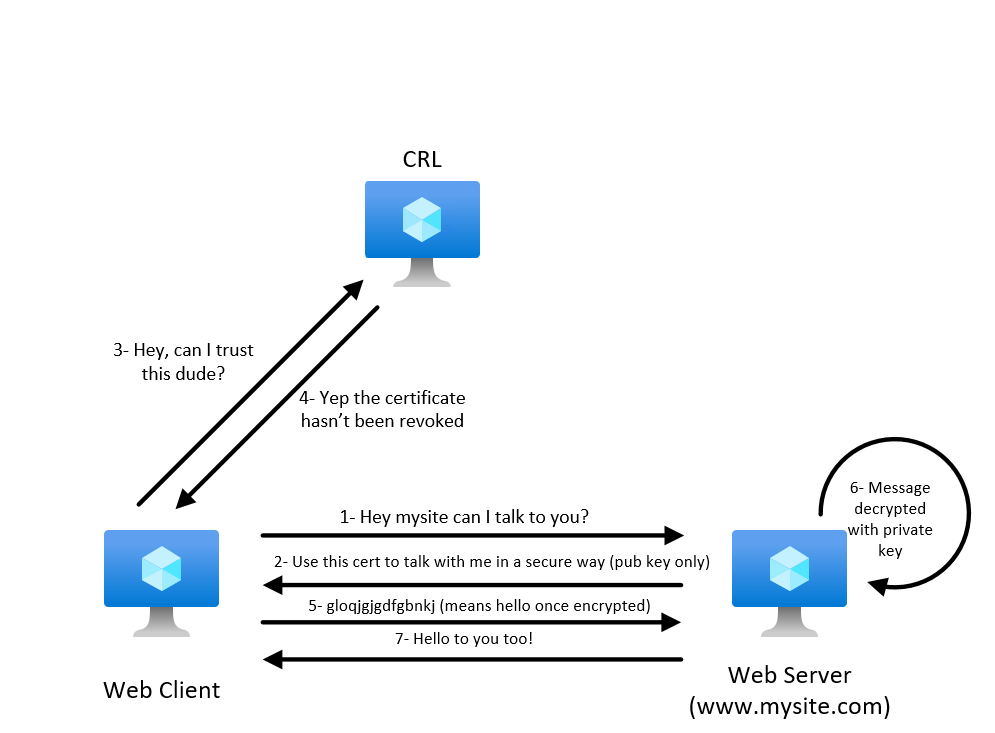 CRL
3- Hey, can I trust
this dude?
4- Yep the certificate
hasn’t been revoked
1- Hey mysite can I talk to you?
2- Use this cert to talk with me in a secure way (pub key only)
5- gloqjgjgdfgbnkj (means hello once encrypted)
7- Hello to you too!
6- Message
decrypted
with private
key
Web Client
Web Server
(www.mysite.com)